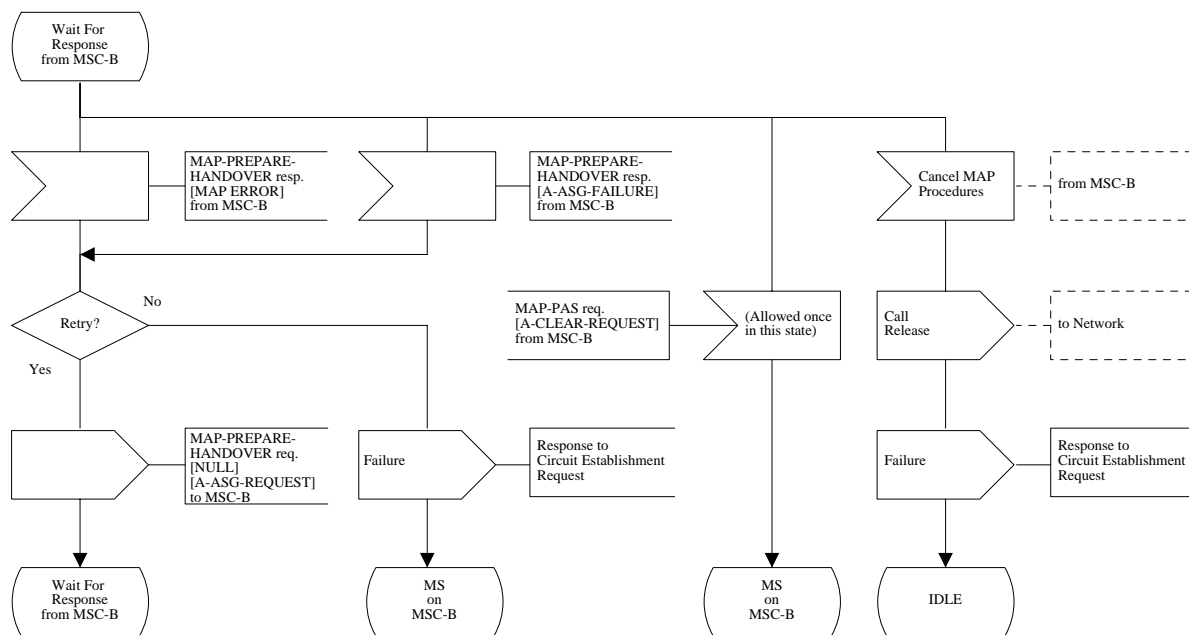 Wait For
Response
from MSC-B
MAP-PREPARE-
HANDOVER resp.
[MAP ERROR]
from MSC-B
MAP-PREPARE-
HANDOVER resp.
[A-ASG-FAILURE]
from MSC-B
Cancel MAP
Procedures
from MSC-B
Retry?
No
Yes
MAP-PAS req.
[A-CLEAR-REQUEST]
from MSC-B
(Allowed once
in this state)
Call
Release
to Network
MAP-PREPARE-
HANDOVER req.
[NULL]
[A-ASG-REQUEST]
to MSC-B
Failure
Response to
Circuit Establishment
Request
Failure
Response to
Circuit Establishment
Request
Wait For
Response
from MSC-B
MS
on
MSC-B
MS
on
MSC-B
IDLE